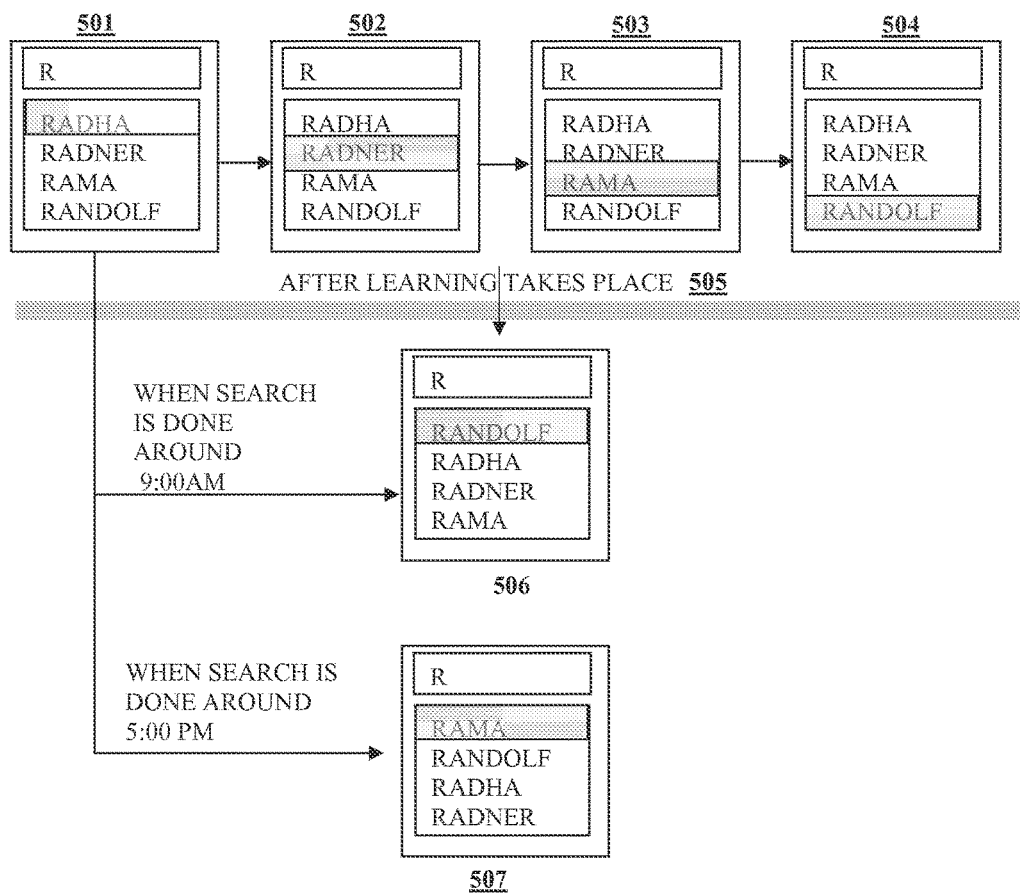 501
502
503
504
R
RADHA
RADNER
RAMA
RANDOLF
R
RADHA
RADNER
RAMA
RANDOLF
R
RADHA
RADNER
RAMA
RANDOLF
R
RADHA
RADNER
RAMA
RANDOLF
AFTER LEARNING TAKES PLACE 505
WHEN SEARCH
IS DONE
AROUND
9:00AM
R
RANDOLF
RADHA
RADNER
RAMA
506
WHEN SEARCH IS
DONE AROUND
5:00 PM
R
RAMA
RANDOLF
RADHA
RADNER
507